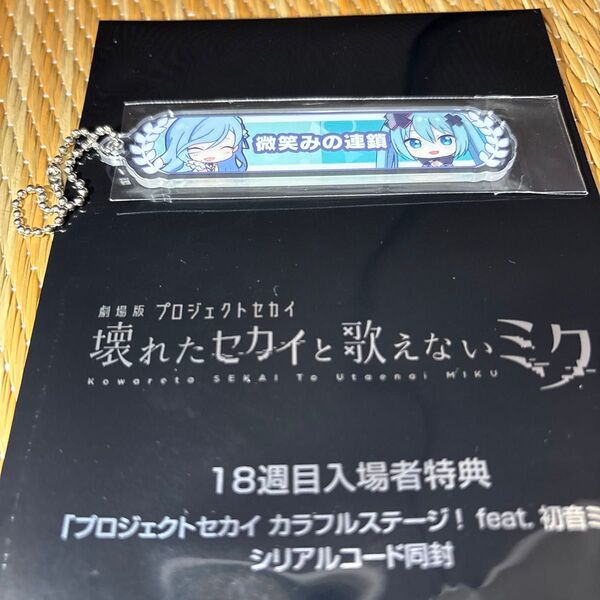 微笑みの連鎖
劇場版 プロジェクトセカイ
壊れたセカイと歌えないミク
Kowareta SEKAI To Utaenai MIKU
18週目入場者特典
「プロジェクトセカイ カラフルステージ! feat. 初音ミ
シリアルコード同封